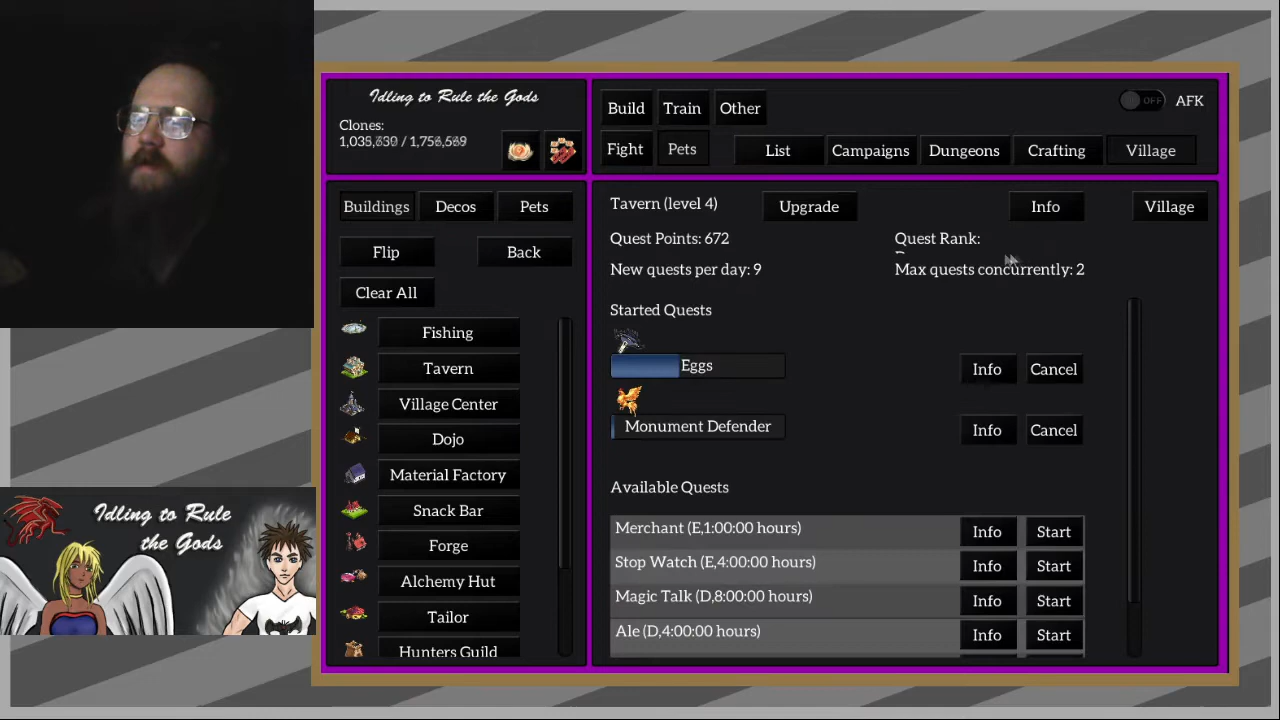 Idling to Rule the Gods
Clones:
1,035,630 / 1,756,569
Build
Train
Other
OFF
AFK
Fight
Pets
List
Campaigns
Dungeons
Crafting
Village
Buildings
Decos
Pets
Flip
Back
Clear All
Fishing
Tavern
Village Center
Dojo
Material Factory
Snack Bar
Forge
Alchemy Hut
Tailor
Hunters Guild
Tavern (level 4)
Upgrade
Info
Village
Quest Points: 672
Quest Rank:
New quests per day: 9
Max quests concurrently: 2
Started Quests
Eggs
Info
Cancel
Monument Defender
Info
Cancel
Available Quests
Merchant (E,1:00:00 hours)
Info
Start
Stop Watch (E,4:00:00 hours)
Info
Start
Magic Talk (D,8:00:00 hours)
Info
Start
Ale (D,4:00:00 hours)
Info
Start
Idling to Rule
the Gods